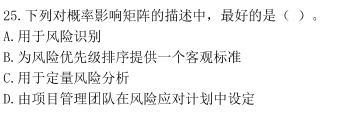 25.下列对概率影响矩阵的描述中，最好的是（ ）。
A.用于风险识别
B.为风险优先级排序提供一个客观标准
C.用于定量风险分析
D.由项目管理团队在风险应对计划中设定